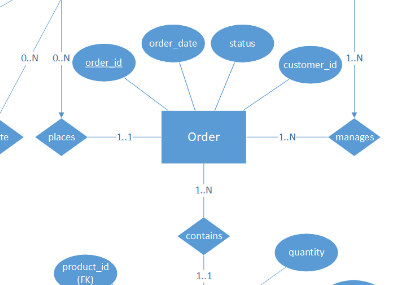 order_date
status
0..N
0..N
order_id
customer_id
1..N
te
places
1..1
Order
1..N
manages
1..N
contains
quantity
product_id
(FK)
1..1